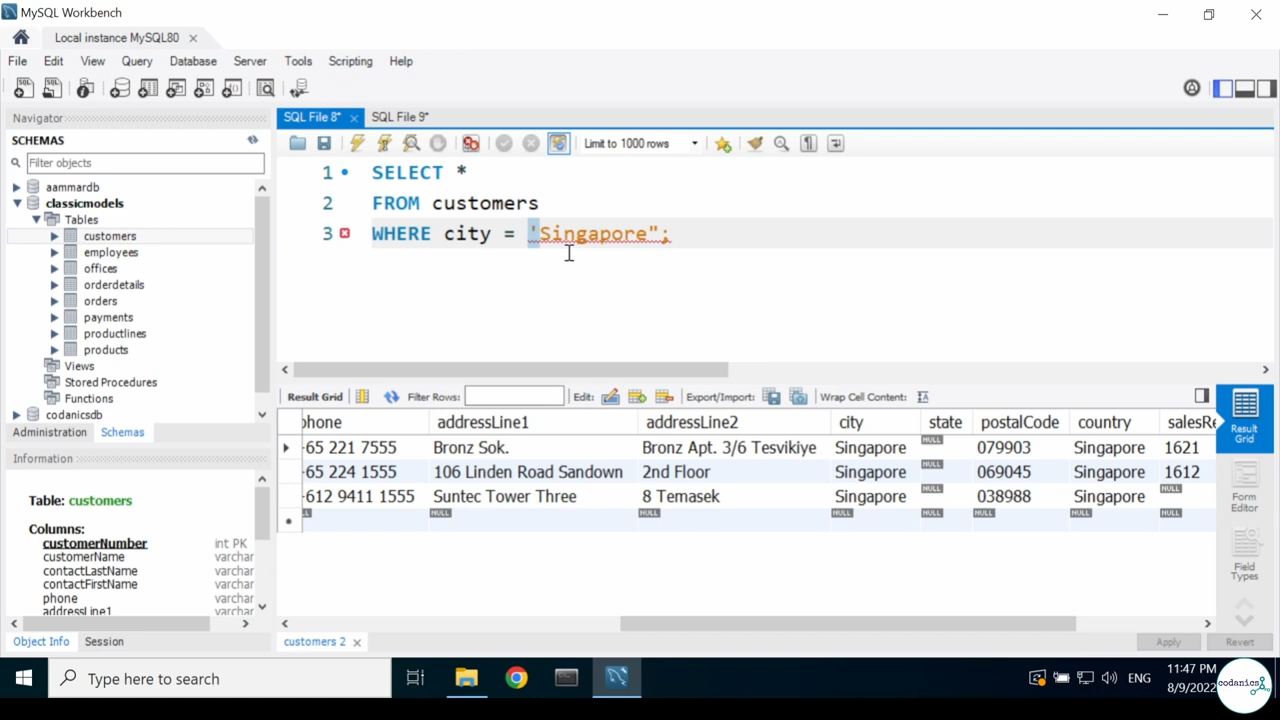 MySQL Workbench
Local instance MySQL80
File Edit View Query Database Server Tools Scripting Help
Navigator
SCHEMAS
Filter objects
aammardb
classicmodels
Tables
customers
employees
offices
orderdetails
orders
payments
productlines
products
Views
Stored Procedures
Functions
codanicsdb
Administration Schemas
Information
Table: customers
Columns:
customerNumber int PK
customerName varchar
contactLastName varchar
contactFirstName varchar
phone varchar
addressLine1 varchar
Object Info Session
SQL File 8* SQL File 9*
Limit to 1000 rows
1 SELECT *
2 FROM customers
3 WHERE city = 'Singapore";
Result Grid Filter Rows: Edit: Export/Import: Wrap Cell Content:
phone addressLine1 addressLine2 city state postalCode country salesRe
-65 221 7555 Bronz Sok. Bronz Apt. 3/6 Tesvikiye Singapore NULL 079903 Singapore 1621
-65 224 1555 106 Linden Road Sandown 2nd Floor Singapore NULL 069045 Singapore 1612
-612 9411 1555 Suntec Tower Three 8 Temasek Singapore NULL 038988 Singapore NULL
NULL NULL NULL NULL NULL NULL NULL
Result Grid
Form Editor
Field Types
customers 2
Apply Revert
Type here to search
ENG
11:47 PM
8/9/2022
codanics